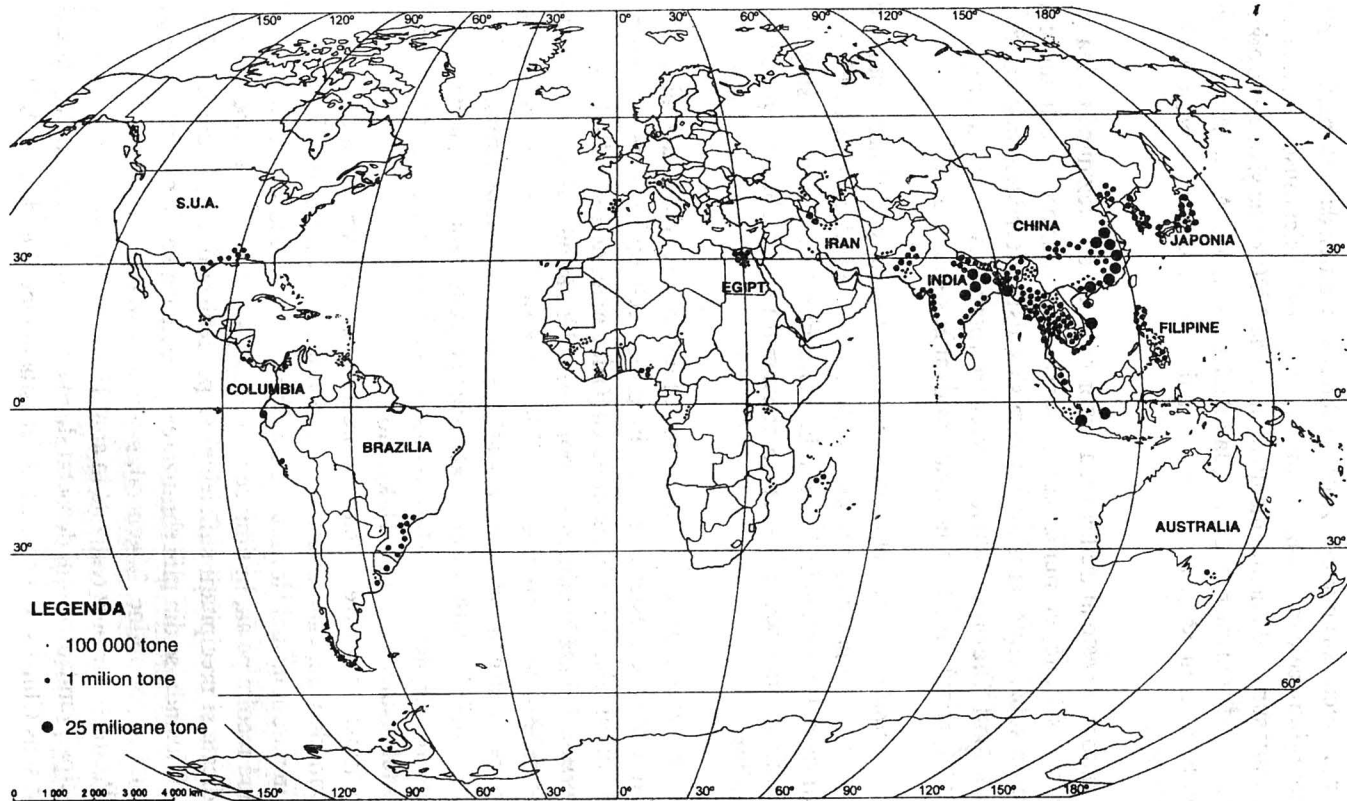 150° 120° 90° 60° 30° 0° 30° 60° 90° 120° 150° 180°
S.U.A.
CHINA
JAPONIA
30°
IRAN
30°
EGIPT
INDIA
FILIPINE
COLUMBIA
0°
0°
0°
BRAZILIA
AUSTRALIA
30°
30°
30°
LEGENDA
100 000 tone
1 milion tone
25 milioane tone
60°
0 1 000 2 000 3 000 4 000 km
150° 120° 90° 60° 30° 0° 30° 60° 90° 120° 150° 180°